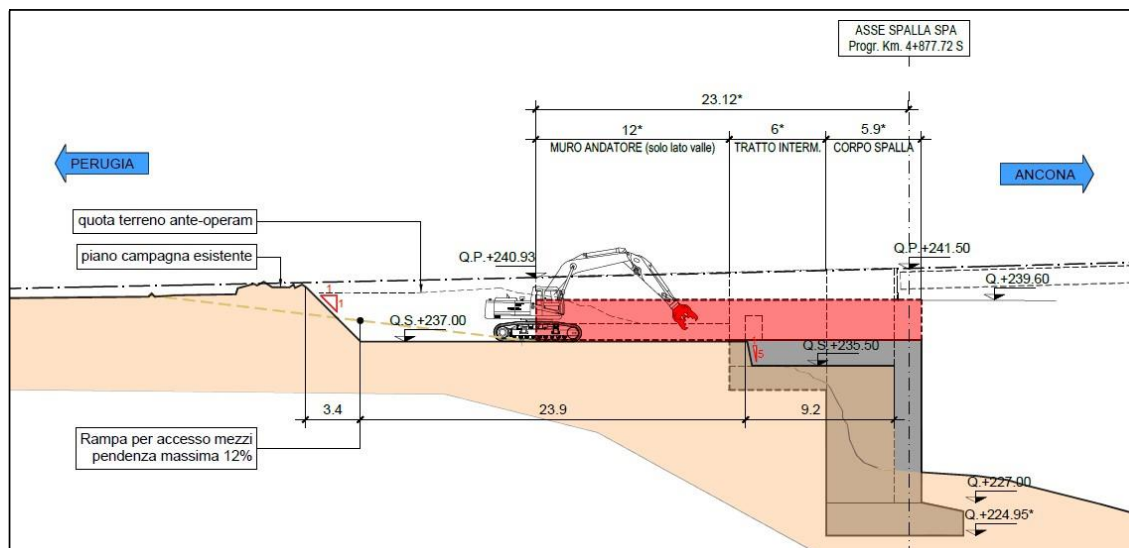 ASSE SPALLA SPA
Progr. Km. 4+877.72 S
23.12*
12*
6*
5.9*
MURO ANDATORE (solo lato valle)
TRATTO INTERM.
CORPO SPALLA
PERUGIA
ANCONA
quota terreno ante-operam
piano campagna esistente
Q.P.+240.93
Q.P.+241.50
Q.+239.60
1
1
Q.S.+237.00
Q.S.+235.50
5
3.4
23.9
9.2
Rampa per accesso mezzi
pendenza massima 12%
Q.+227.00
Q.+224.95*